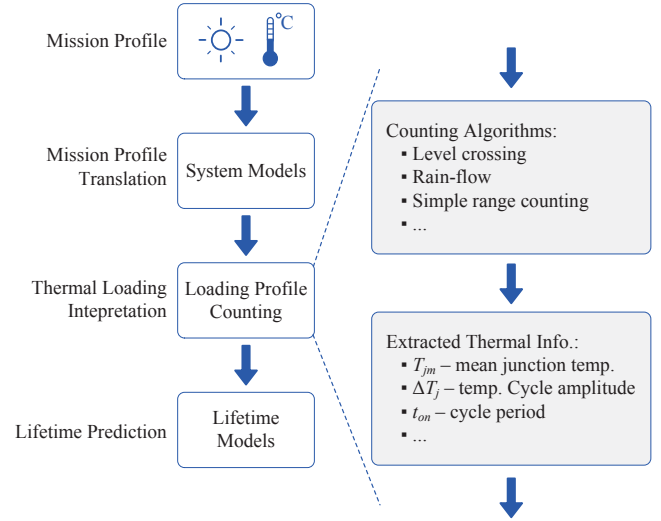 Mission Profile
°C
Mission Profile
Translation
System Models
Thermal Loading
Intepretation
Loading Profile
Counting
Lifetime Prediction
Lifetime
Models
Counting Algorithms:
▪ Level crossing
▪ Rain-flow
▪ Simple range counting
▪ ...
Extracted Thermal Info.:
▪ Tjm – mean junction temp.
▪ ΔTj – temp. Cycle amplitude
▪ ton – cycle period
▪ ...